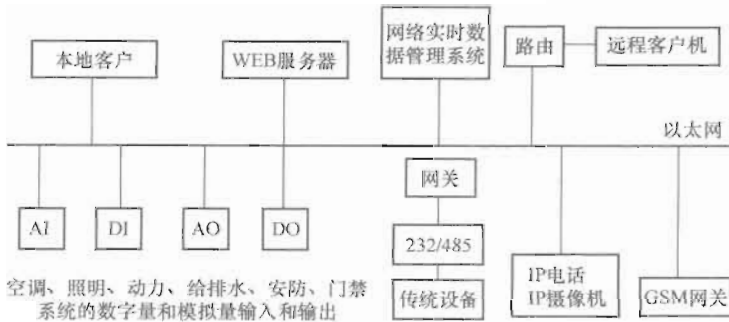 本地客户
WEB服务器
网络实时数
据管理系统
路由
远程客户机
以太网
AI
DI
AO
DO
网关
232/485
传统设备
IP电话
IP摄像机
GSM网关
空调、照明、动力、给排水、安防、门禁
系统的数字量和模拟量输入和输出